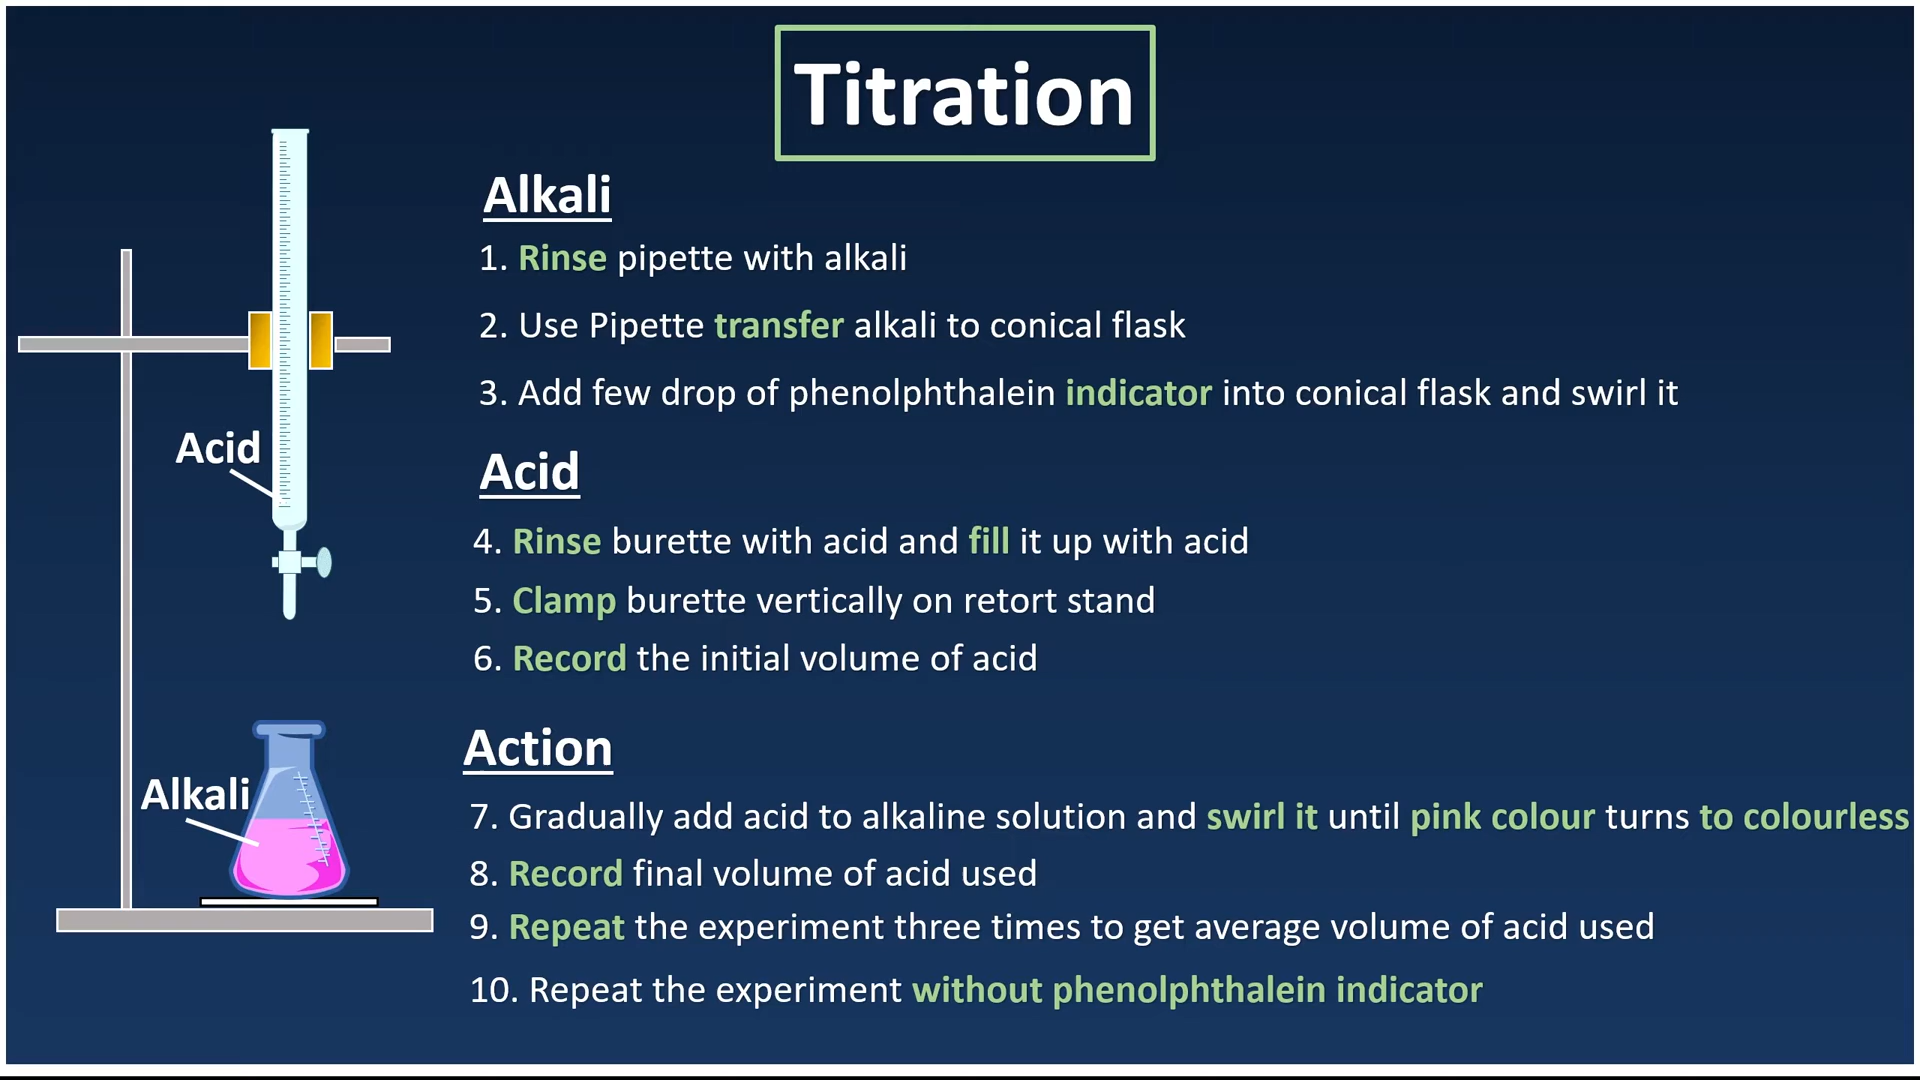 Titration
Alkali
1. Rinse pipette with alkali
2. Use Pipette transfer alkali to conical flask
3. Add few drop of phenolphthalein indicator into conical flask and swirl it
Acid
Acid
4. Rinse burette with acid and fill it up with acid
5. Clamp burette vertically on retort stand
6. Record the initial volume of acid
Action
Alkali
7. Gradually add acid to alkaline solution and swirl it until pink colour turns to colourless
8. Record final volume of acid used
9. Repeat the experiment three times to get average volume of acid used
10. Repeat the experiment without phenolphthalein indicator